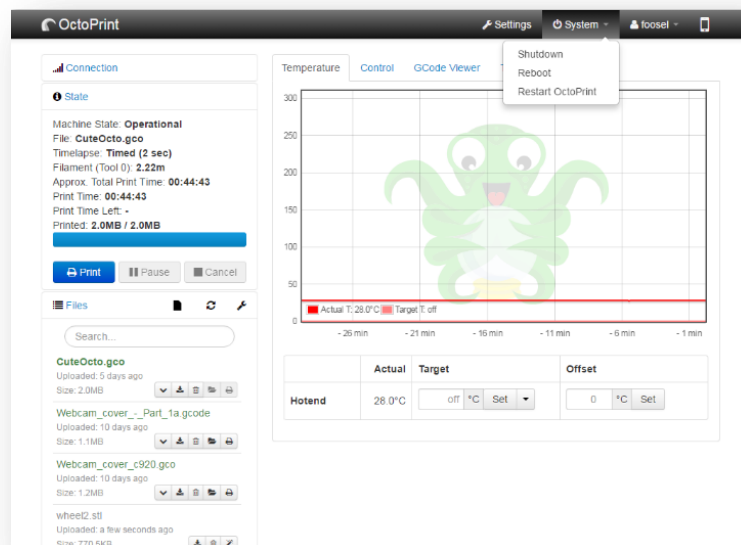 OctoPrint
Settings
System
foosel
Shutdown
Reboot
Restart OctoPrint
Connection
State
Machine State: Operational
File: CuteOcto.gco
Timelapse: Timed (2 sec)
Filament (Tool 0): 2.22m
Approx. Total Print Time: 00:44:43
Print Time: 00:44:43
Print Time Left: -
Printed: 2.0MB / 2.0MB
Print
Pause
Cancel
Files
Search...
CuteOcto.gco
Uploaded: 5 days ago
Size: 2.0MB
Webcam_cover_-_Part_1a.gcode
Uploaded: 10 days ago
Size: 1.1MB
Webcam_cover_c920.gco
Uploaded: 10 days ago
Size: 1.2MB
wheel2.stl
Uploaded: a few seconds ago
Size: 770.5KB
Temperature
Control
GCode Viewer
300
250
200
150
100
50
0
Actual T: 28.0°C
Target T: off
- 26 min
- 21 min
- 16 min
- 11 min
- 6 min
- 1 min
Actual
Target
Offset
Hotend
28.0°C
off °C Set
0 °C Set